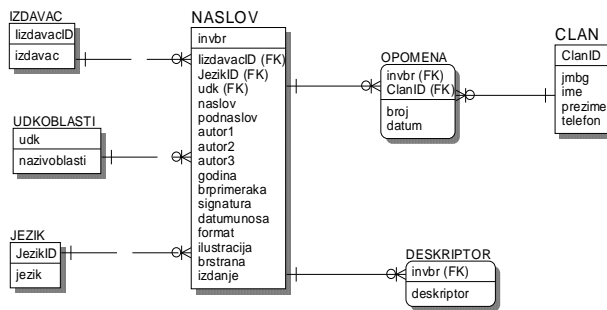 IZDAVAC
IizdavacID
izdavac
UDKOBLASTI
udk
nazivoblasti
JEZIK
JezikID
jezik
NASLOV
invbr
IizdavacID (FK)
JezikID (FK)
udk (FK)
naslov
podnaslov
autor1
autor2
autor3
godina
brprimeraka
signatura
datumunosa
format
ilustracija
brstrana
izdanje
OPOMENA
invbr (FK)
ClanID (FK)
broj
datum
DESKRIPTOR
invbr (FK)
deskriptor
CLAN
ClanID
jmbg
ime
prezime
telefon